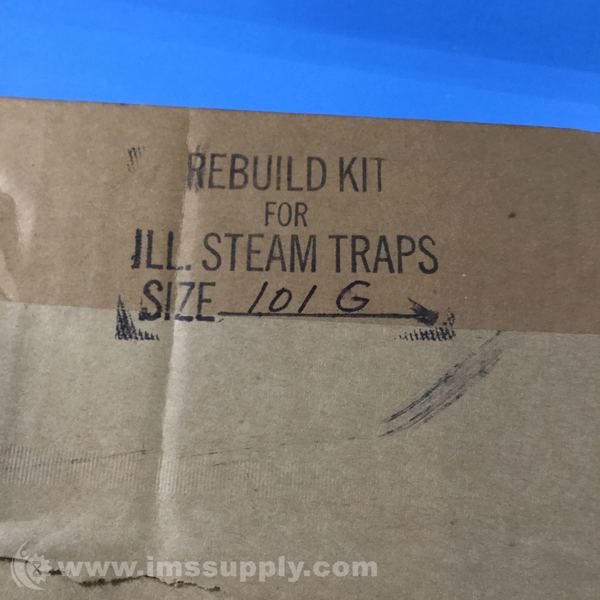 REBUILD KIT
FOR
ILL. STEAM TRAPS
SIZE 101 G
www.imssupply.com